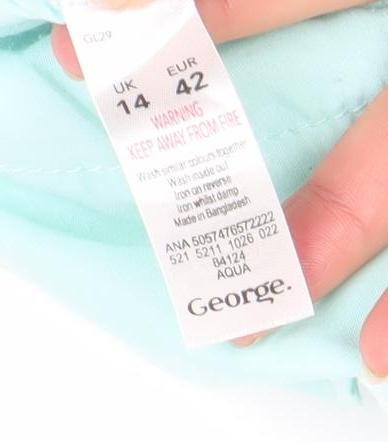 GL29
UK EUR
14 42
WARNING
KEEP AWAY FROM FIRE
Wash similar colours together
Wash inside out
Iron on reverse
Iron whilst damp
Made in Bangladesh
ANA 5057476572222
521 5211 1026 022
84124
AQUA
George.